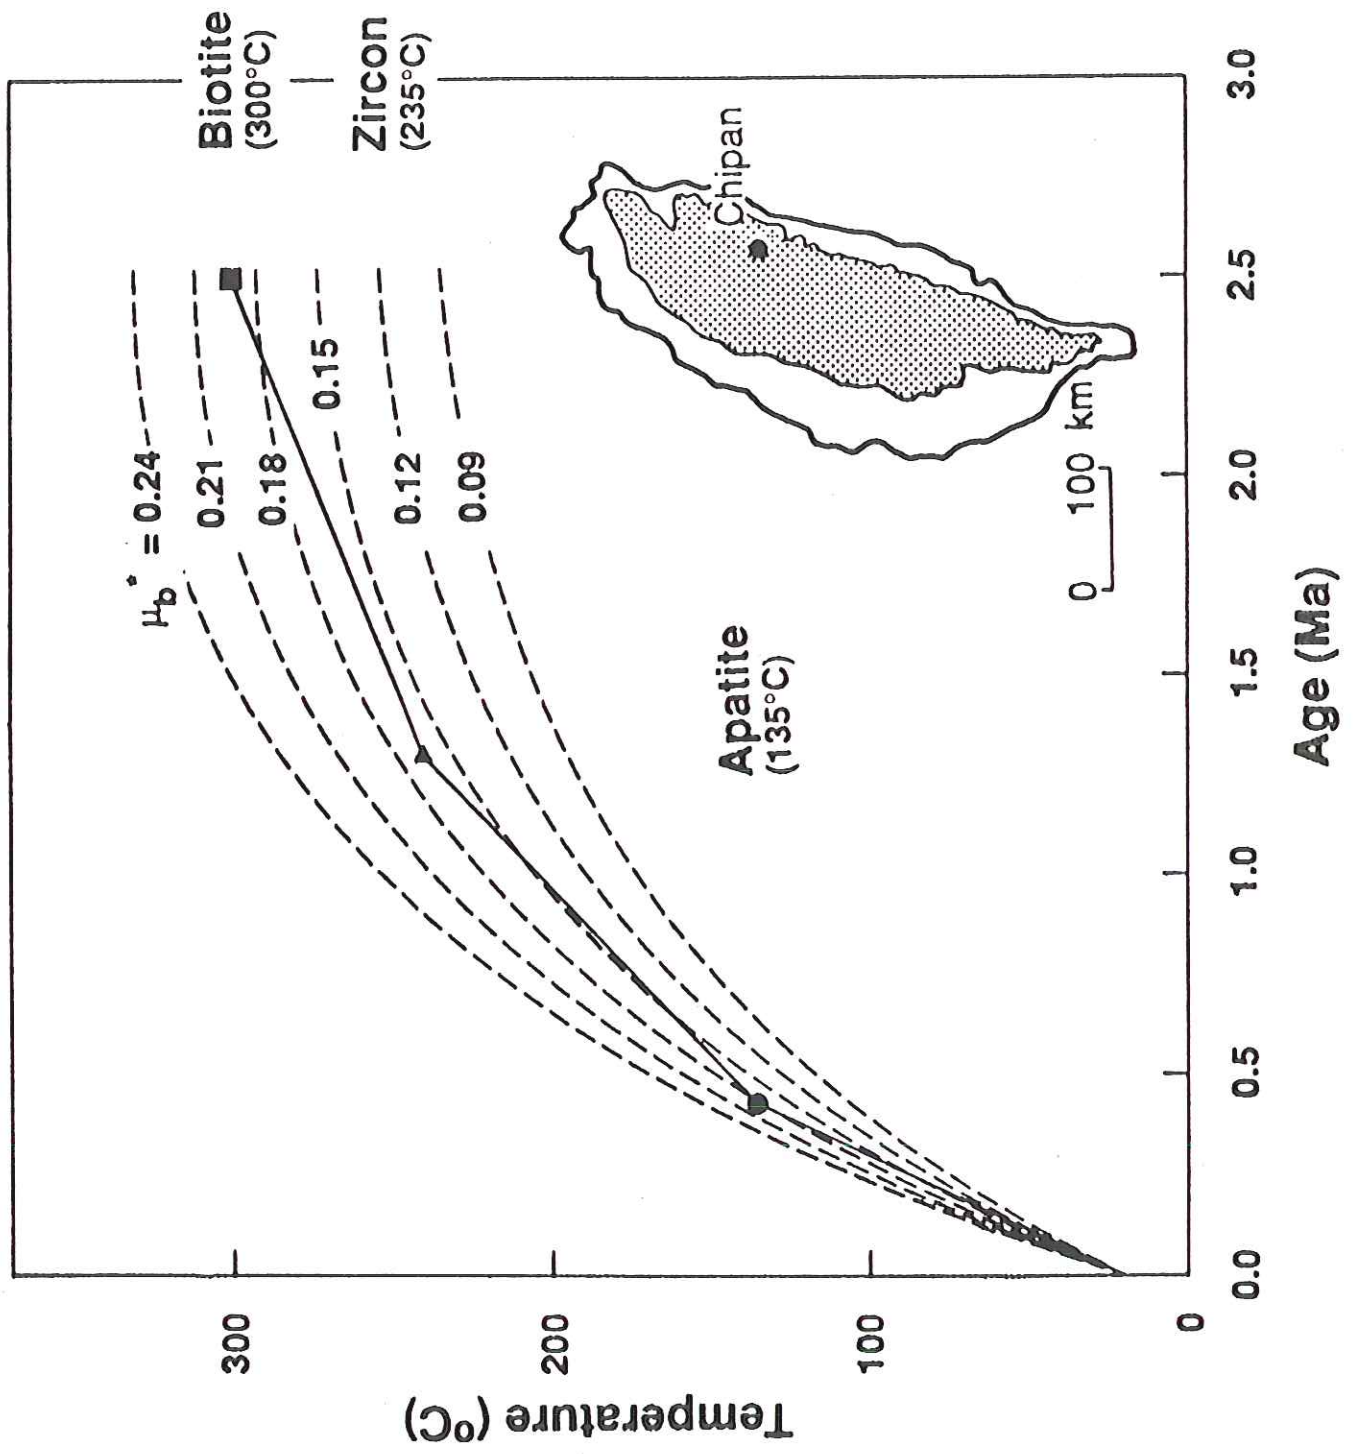 Temperature (°C)
300
200
100
0
μb* = 0.24
0.21
0.18
0.15
0.12
0.09
Biotite
(300°C)
Zircon
(235°C)
Apatite
(135°C)
Chipan
0 100 km
0.0 0.5 1.0 1.5 2.0 2.5 3.0
Age (Ma)